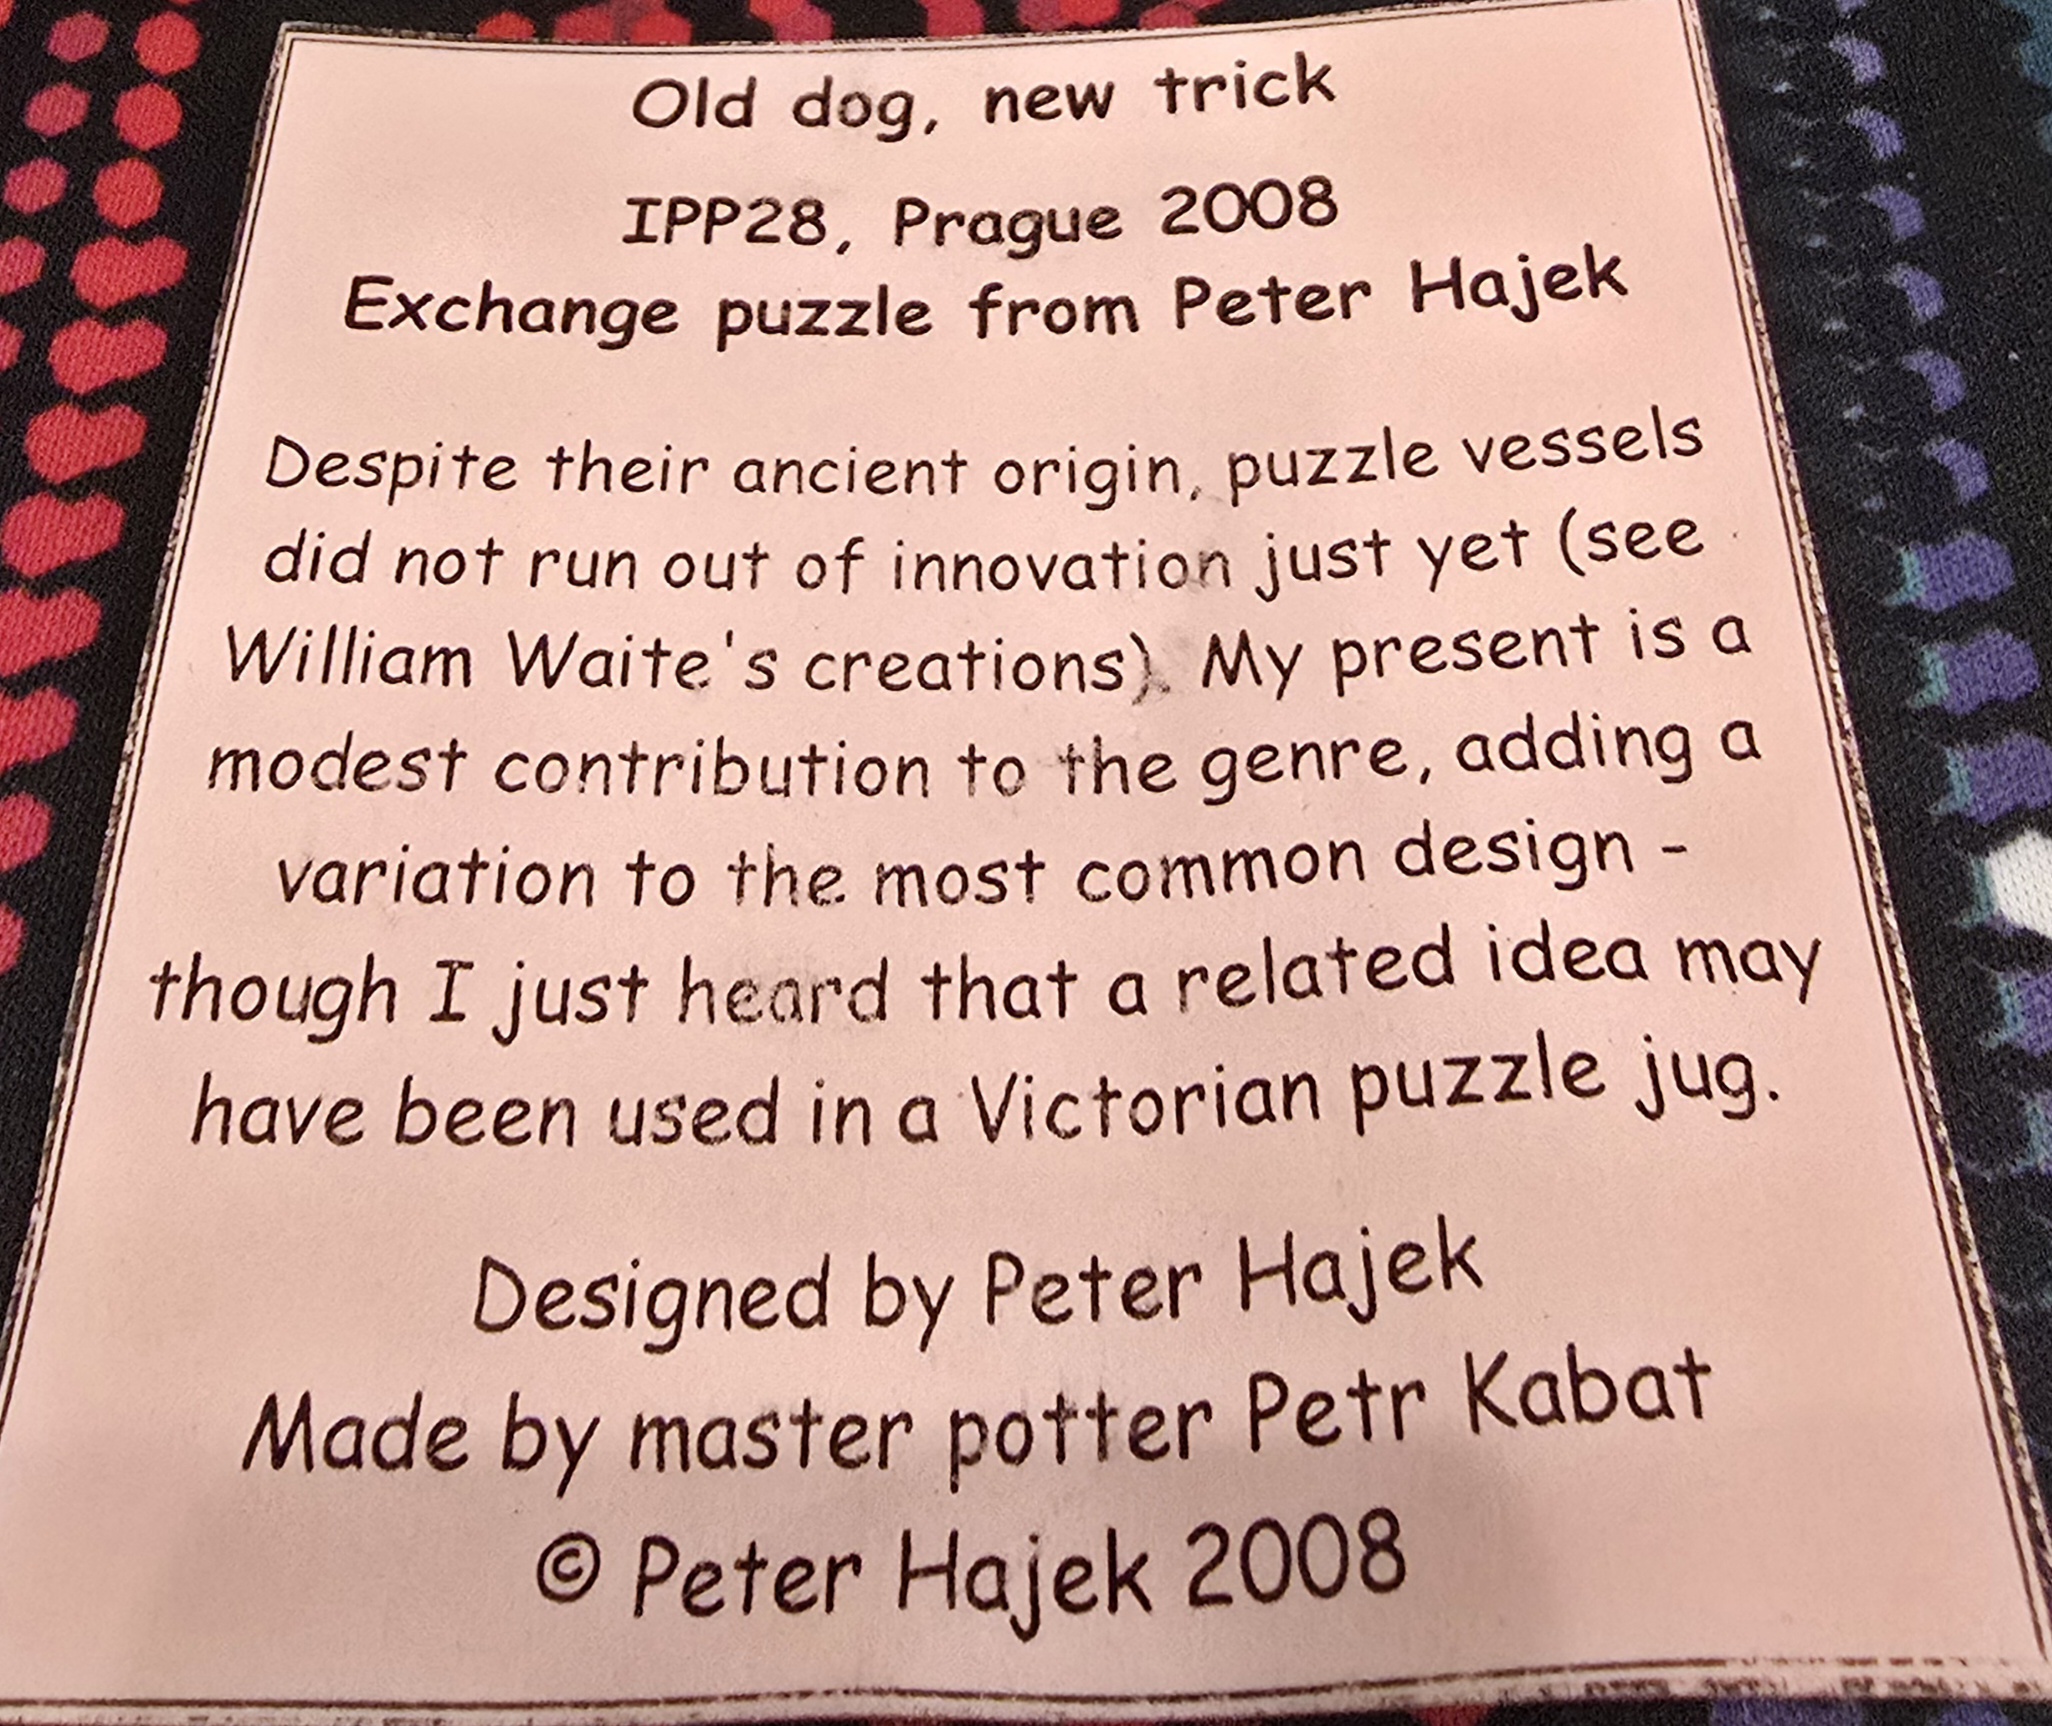 Old dog, new trick
IPP28, Prague 2008
Exchange puzzle from Peter Hajek
Despite their ancient origin, puzzle vessels
did not run out of innovation just yet (see
William Waite's creations). My present is a
modest contribution to the genre, adding a
variation to the most common design -
though I just heard that a related idea may
have been used in a Victorian puzzle jug.
Designed by Peter Hajek
Made by master potter Petr Kabat
© Peter Hajek 2008